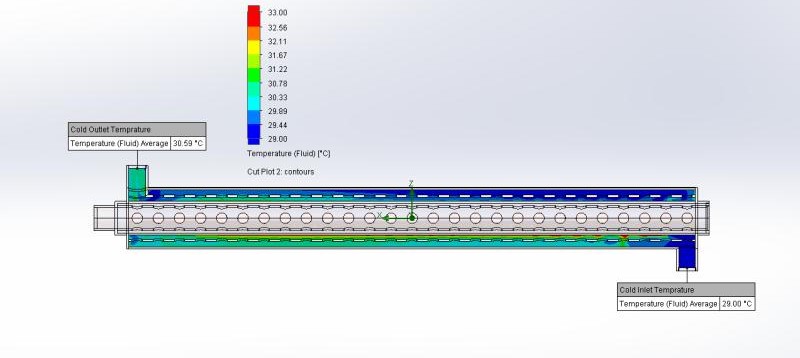 33.00
32.56
32.11
31.67
31.22
30.78
30.33
29.89
29.44
29.00
Temperature (Fluid) [°C]
Cut Plot 2: contours
Cold Outlet Temprature
Temperature (Fluid) Average 30.59 °C
Z
X
Cold Inlet Temprature
Temperature (Fluid) Average 29.00 °C